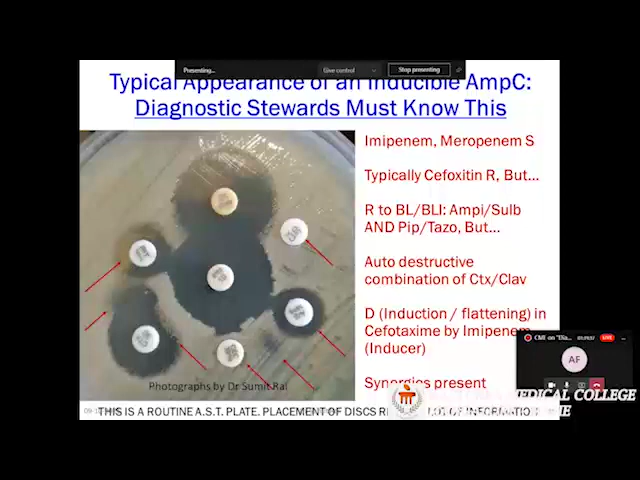 Presenting...
Give control
Stop presenting
Typical Appearance of an Inducible AmpC:
Diagnostic Stewards Must Know This
Imipenem, Meropenem S
Typically Cefoxitin R, But...
R to BL/BLI: Ampi/Sulb
AND Pip/Tazo, But...
Auto destructive
combination of Ctx/Clav
D (Induction / flattening) in
Cefotaxime by Imipenem
(Inducer)
Synergies present
Photographs by Dr Sumit Rai
CME on "Dia...
LIVE
AF
MEDICAL COLLEGE
THIS IS A ROUTINE A.S.T. PLATE. PLACEMENT OF DISCS LOT OF INFORMATION